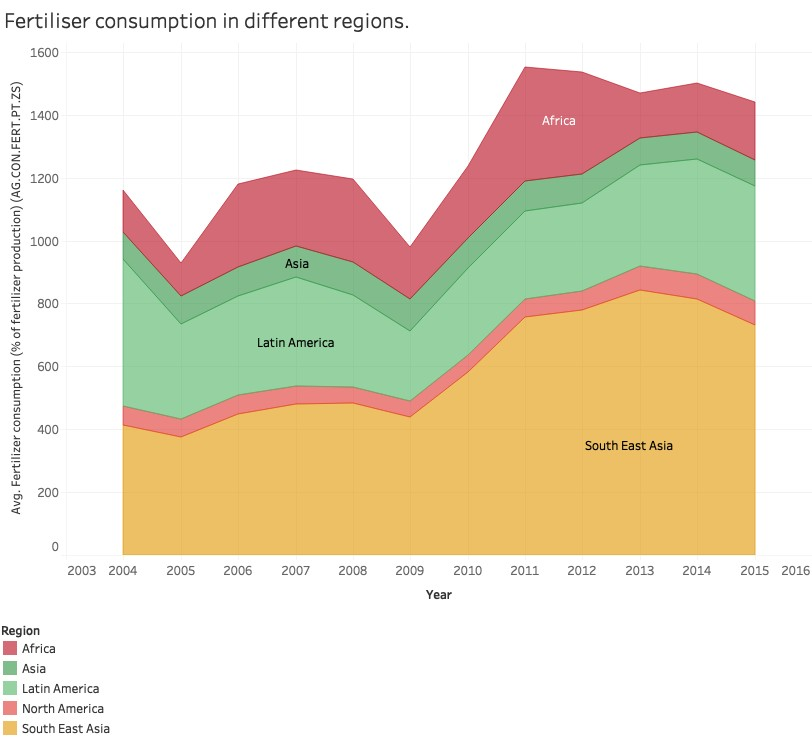 Fertiliser consumption in different regions.
Avg. Fertilizer consumption (% of fertilizer production) (AG.CON.FERT.PT.ZS)
1600
1400
1200
1000
800
600
400
200
0
Africa
Asia
Latin America
South East Asia
2003 2004 2005 2006 2007 2008 2009 2010 2011 2012 2013 2014 2015 2016
Year
Region
Africa
Asia
Latin America
North America
South East Asia